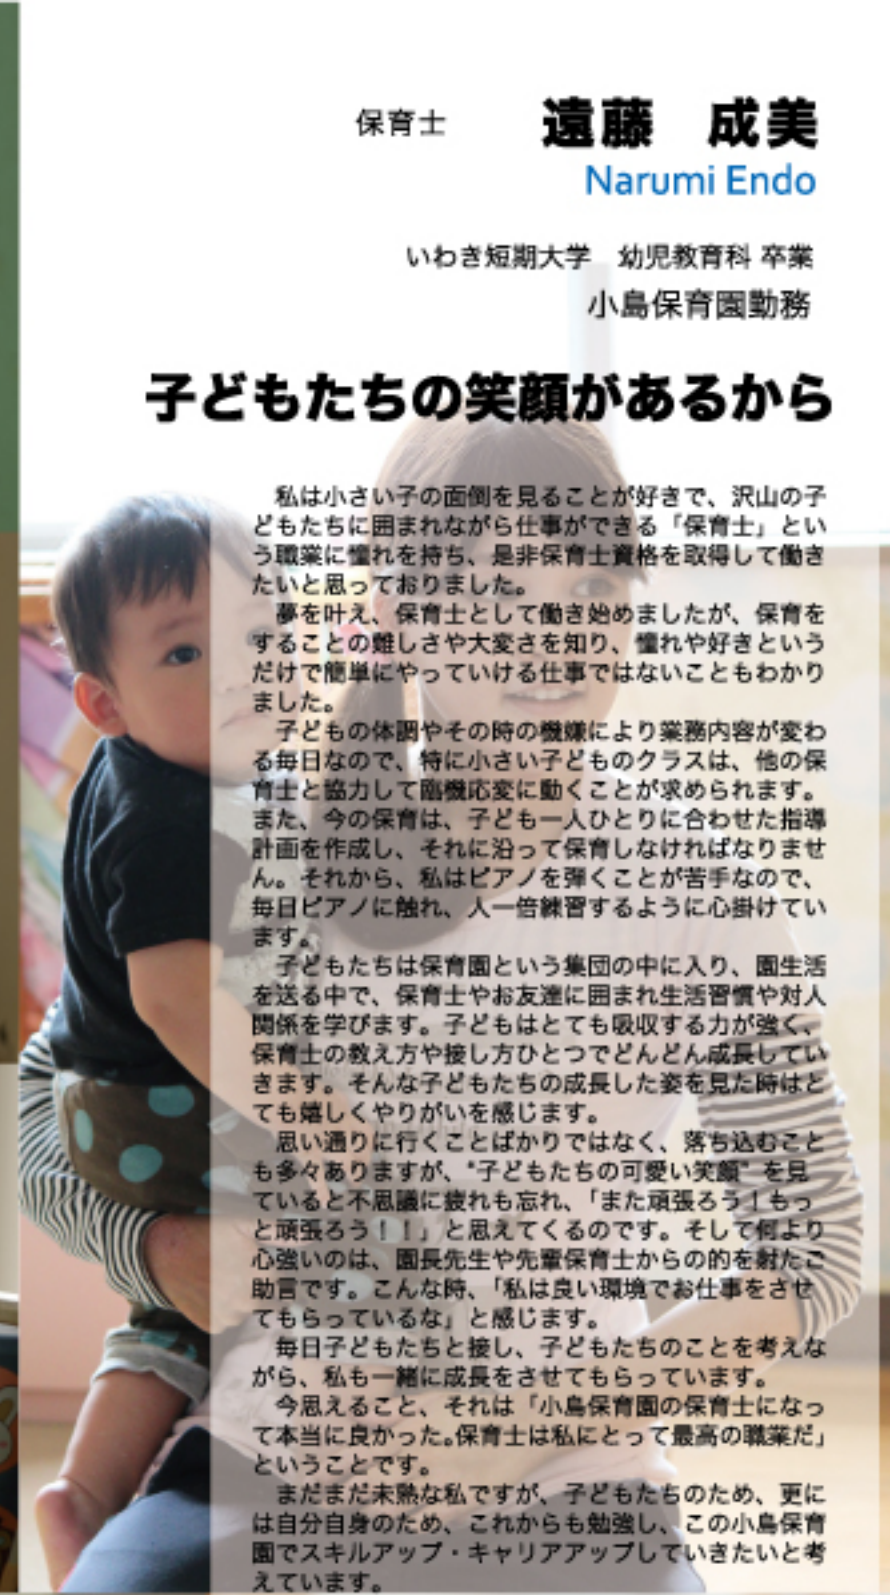 保育士　遠藤　成美
Narumi Endo
いわき短期大学　幼児教育科 卒業
小島保育園勤務
子どもたちの笑顔があるから
　私は小さい子の面倒を見ることが好きで、沢山の子
どもたちに囲まれながら仕事ができる「保育士」とい
う職業に憧れを持ち、是非保育士資格を取得して働き
たいと思っておりました。
　夢を叶え、保育士として働き始めましたが、保育を
することの難しさや大変さを知り、憧れや好きという
だけで簡単にやっていける仕事ではないこともわかり
ました。
　子どもの体調やその時の機嫌により業務内容が変わ
る毎日なので、特に小さい子どものクラスは、他の保
育士と協力して臨機応変に動くことが求められます。
また、今の保育は、子ども一人ひとりに合わせた指導
計画を作成し、それに沿って保育しなければなりませ
ん。それから、私はピアノを弾くことが苦手なので、
毎日ピアノに触れ、人一倍練習するように心掛けてい
ます。
　子どもたちは保育園という集団の中に入り、園生活
を送る中で、保育士やお友達に囲まれ生活習慣や対人
関係を学びます。子どもはとても吸収する力が強く、
保育士の教え方や接し方ひとつでどんどん成長してい
きます。そんな子どもたちの成長した姿を見た時はと
ても嬉しくやりがいを感じます。
　思い通りに行くことばかりではなく、落ち込むこと
も多々ありますが、“子どもたちの可愛い笑顔”を見
ていると不思議に疲れも忘れ、「また頑張ろう！もっ
と頑張ろう！！」と思えてくるのです。そして何より
心強いのは、園長先生や先輩保育士からの的を射たご
助言です。こんな時、「私は良い環境でお仕事をさせ
てもらっているな」と感じます。
　毎日子どもたちと接し、子どもたちのことを考えな
がら、私も一緒に成長をさせてもらっています。
　今思えること、それは「小島保育園の保育士になっ
て本当に良かった。保育士は私にとって最高の職業だ」
ということです。
　まだまだ未熟な私ですが、子どもたちのため、更に
は自分自身のため、これからも勉強し、この小島保育
園でスキルアップ・キャリアアップしていきたいと考
えています。